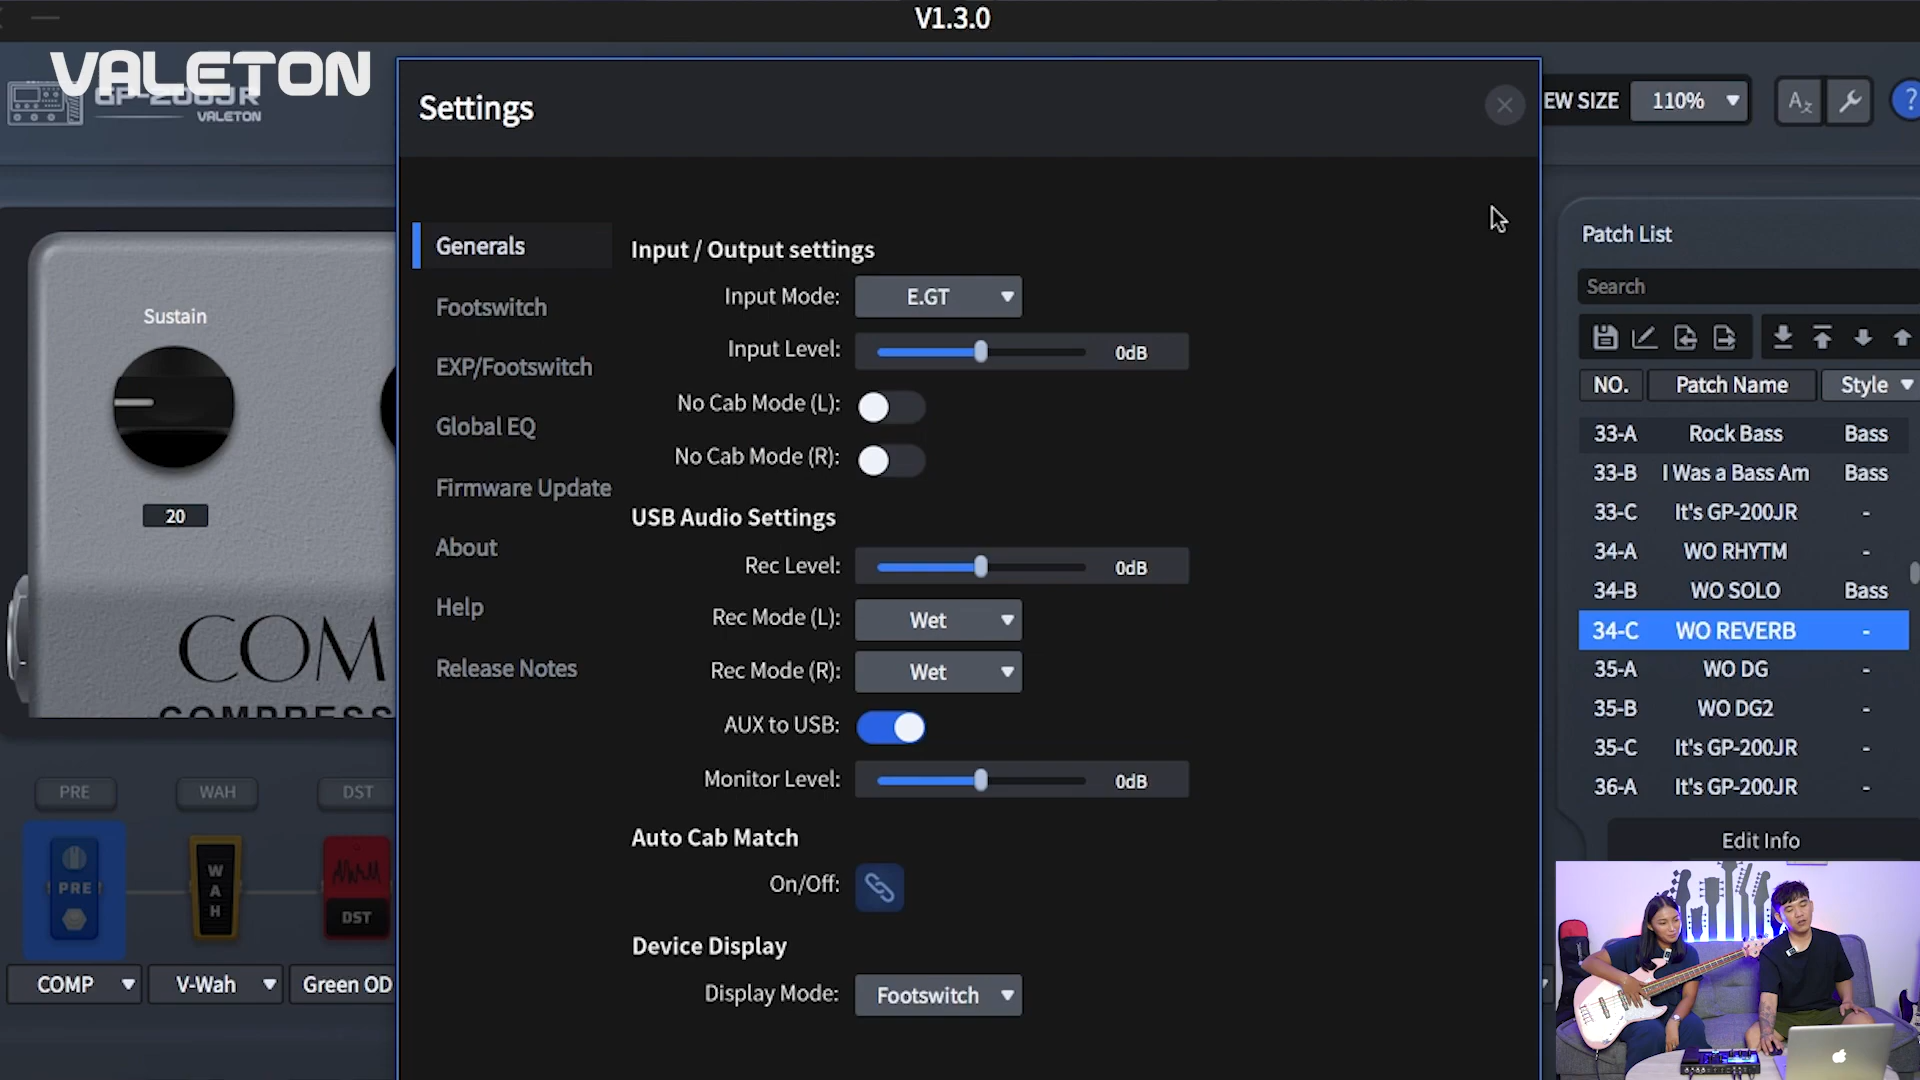 V1.3.0
VALETON
GP-200JR
VALETON
Settings
EW SIZE
110%
?
Generals
Footswitch
EXP/Footswitch
Global EQ
Firmware Update
About
Help
Release Notes
Input / Output settings
Input Mode: E.GT
Input Level: 0dB
No Cab Mode (L):
No Cab Mode (R):
USB Audio Settings
Rec Level: 0dB
Rec Mode (L): Wet
Rec Mode (R): Wet
AUX to USB:
Monitor Level: 0dB
Auto Cab Match
On/Off:
Device Display
Display Mode: Footswitch
Patch List
Search
NO. Patch Name Style
33-A Rock Bass Bass
33-B I Was a Bass Am Bass
33-C It's GP-200JR -
34-A WO RHYTM -
34-B WO SOLO Bass
34-C WO REVERB -
35-A WO DG -
35-B WO DG2 -
35-C It's GP-200JR -
36-A It's GP-200JR -
Edit Info
Sustain
20
COM
PRE
WAH
DST
PRE
WAH
DST
COMP
V-Wah
Green OD